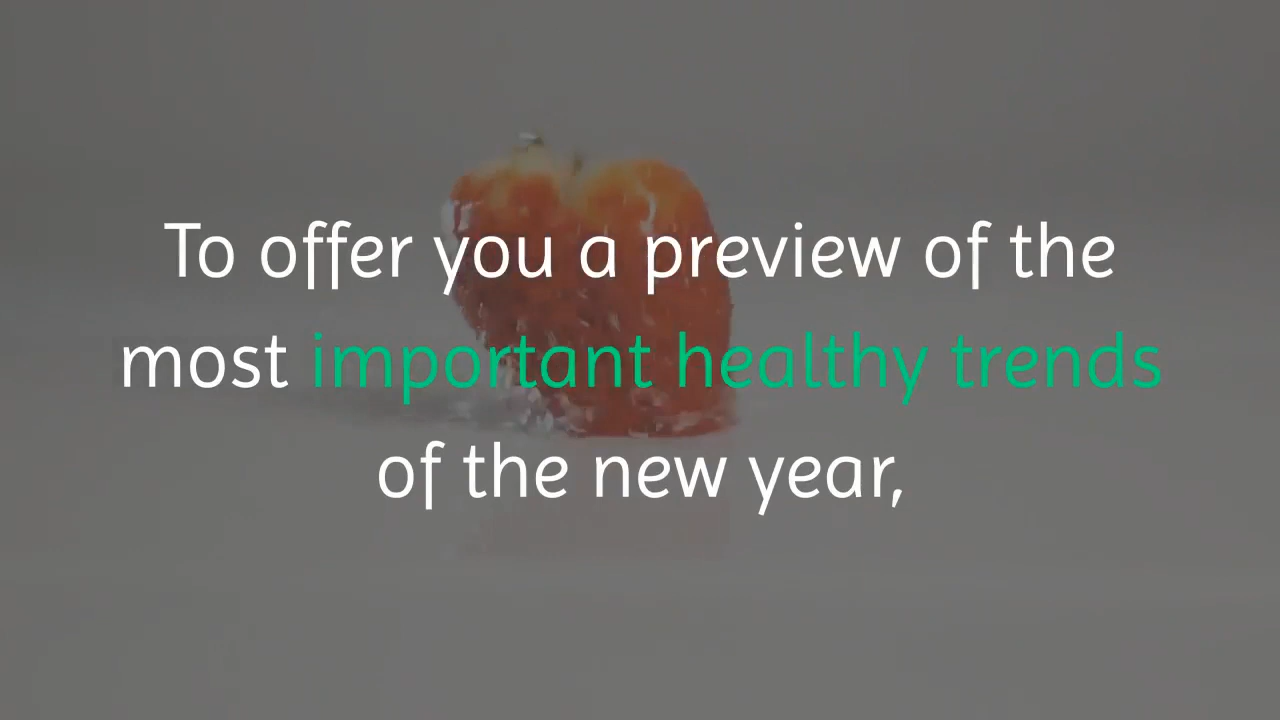 To offer you a preview of the
most important healthy trends
of the new year,